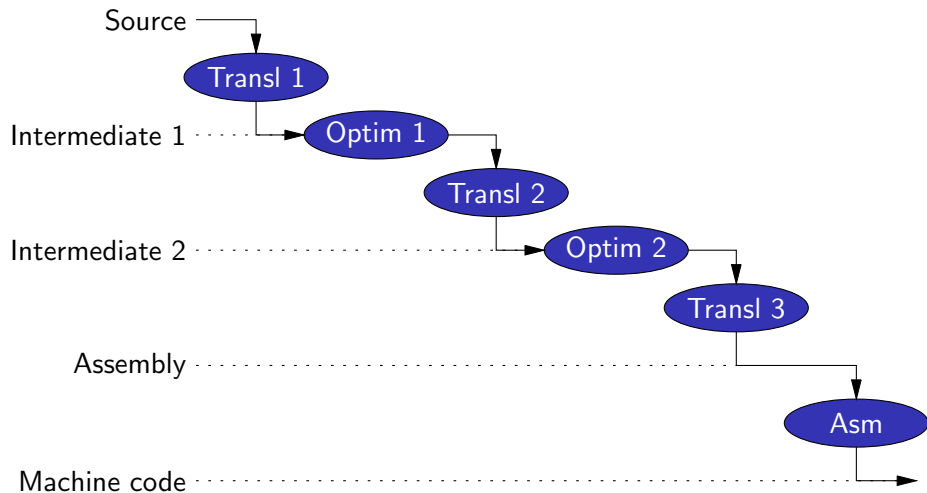 Source
Transl 1
Intermediate 1
Optim 1
Transl 2
Intermediate 2
Optim 2
Transl 3
Assembly
Asm
Machine code